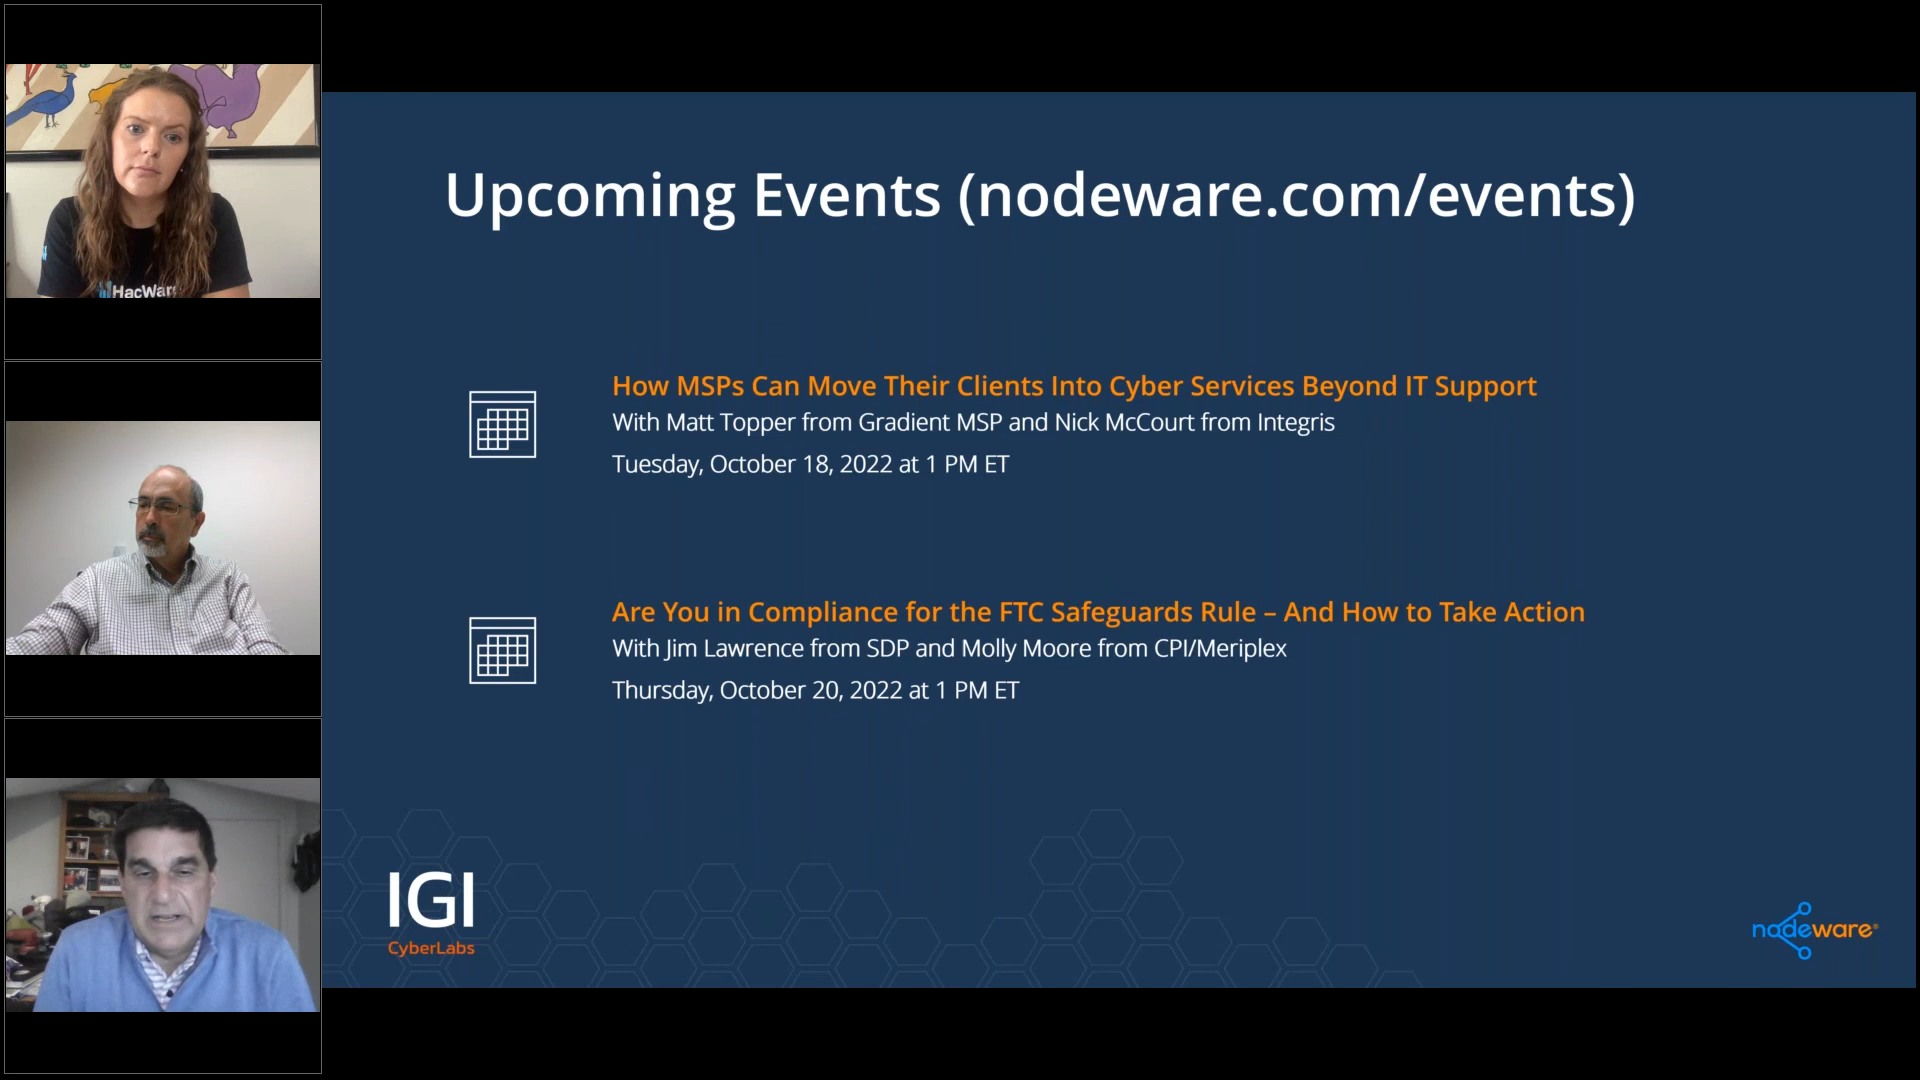 HacWare
Upcoming Events (nodeware.com/events)
How MSPs Can Move Their Clients Into Cyber Services Beyond IT Support
With Matt Topper from Gradient MSP and Nick McCourt from Integris
Tuesday, October 18, 2022 at 1 PM ET
Are You in Compliance for the FTC Safeguards Rule – And How to Take Action
With Jim Lawrence from SDP and Molly Moore from CPI/Meriplex
Thursday, October 20, 2022 at 1 PM ET
IGI
CyberLabs
nodeware®